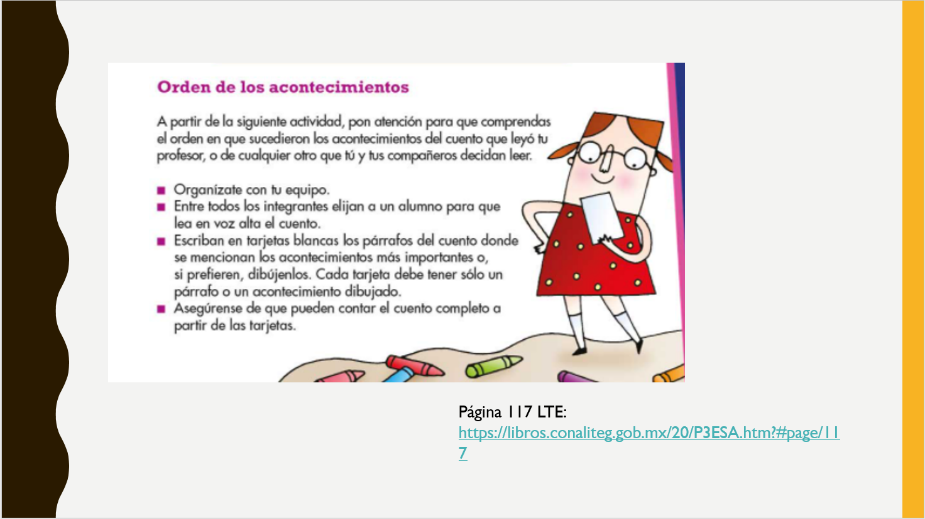 Orden de los acontecimientos
A partir de la siguiente actividad, pon atención para que comprendas
el orden en que sucedieron los acontecimientos del cuento que leyó tu
profesor, o de cualquier otro que tú y tus compañeros decidan leer.
■ Organízate con tu equipo.
■ Entre todos los integrantes elijan a un alumno para que
lea en voz alta el cuento.
■ Escriban en tarjetas blancas los párrafos del cuento donde
se mencionan los acontecimientos más importantes o,
si prefieren, dibújenlos. Cada tarjeta debe tener sólo un
párrafo o un acontecimiento dibujado.
■ Asegúrense de que pueden contar el cuento completo a
partir de las tarjetas.
Página 117 LTE:
https://libros.conaliteg.gob.mx/20/P3ESA.htm?#page/11
7